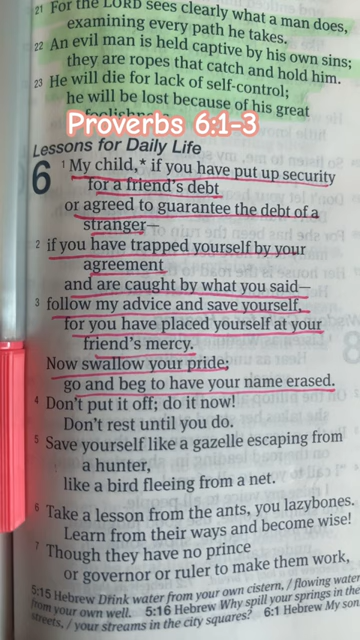 21 For the LORD sees clearly what a man does,
examining every path he takes.
22 An evil man is held captive by his own sins;
they are ropes that catch and hold him.
23 He will die for lack of self-control;
he will be lost because of his great
foolishness
Proverbs 6:1-3
Lessons for Daily Life
6 1 My child,* if you have put up security
for a friend's debt
or agreed to guarantee the debt of a
stranger—
2 if you have trapped yourself by your
agreement
and are caught by what you said—
3 follow my advice and save yourself,
for you have placed yourself at your
friend's mercy.
Now swallow your pride;
go and beg to have your name erased.
4 Don't put it off; do it now!
Don't rest until you do.
5 Save yourself like a gazelle escaping from
a hunter,
like a bird fleeing from a net.
6 Take a lesson from the ants, you lazybones.
Learn from their ways and become wise!
7 Though they have no prince
or governor or ruler to make them work,
5:15 Hebrew Drink water from your own cistern, / flowing water
from your own well. 5:16 Hebrew Why spill your springs in the
streets, / your streams in the city squares? 6:1 Hebrew My son